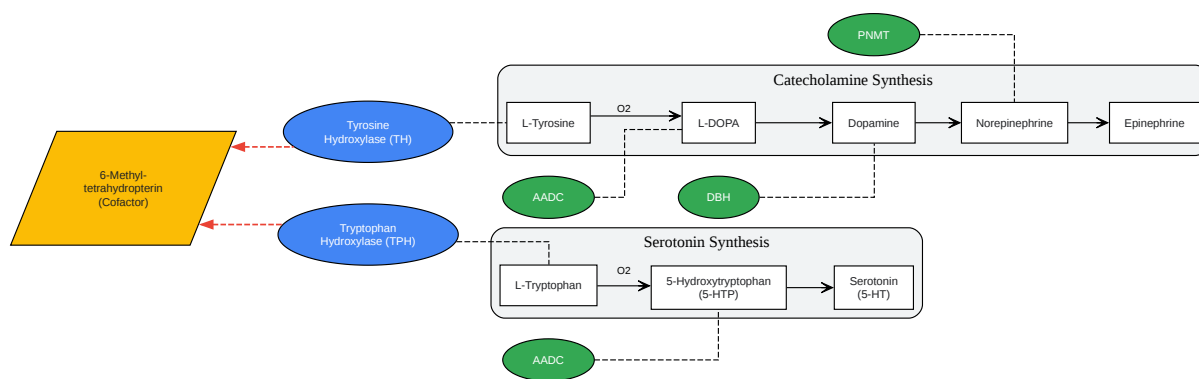 PNMT
Catecholamine Synthesis
Tyrosine
Hydroxylase (TH)
L-Tyrosine
O2
L-DOPA
Dopamine
Norepinephrine
Epinephrine
6-Methyl-
tetrahydropterin
(Cofactor)
AADC
DBH
Tryptophan
Hydroxylase (TPH)
Serotonin Synthesis
L-Tryptophan
O2
5-Hydroxytryptophan
(5-HTP)
Serotonin
(5-HT)
AADC